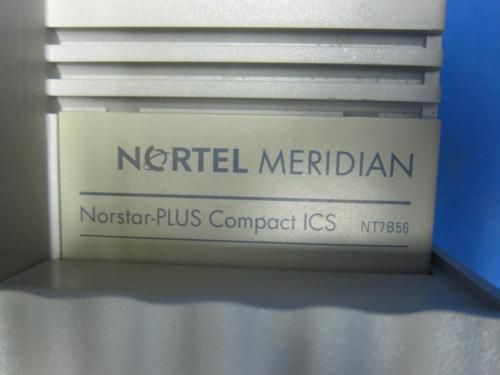 NORTEL MERIDIAN
Norstar-PLUS Compact ICS NT7B56